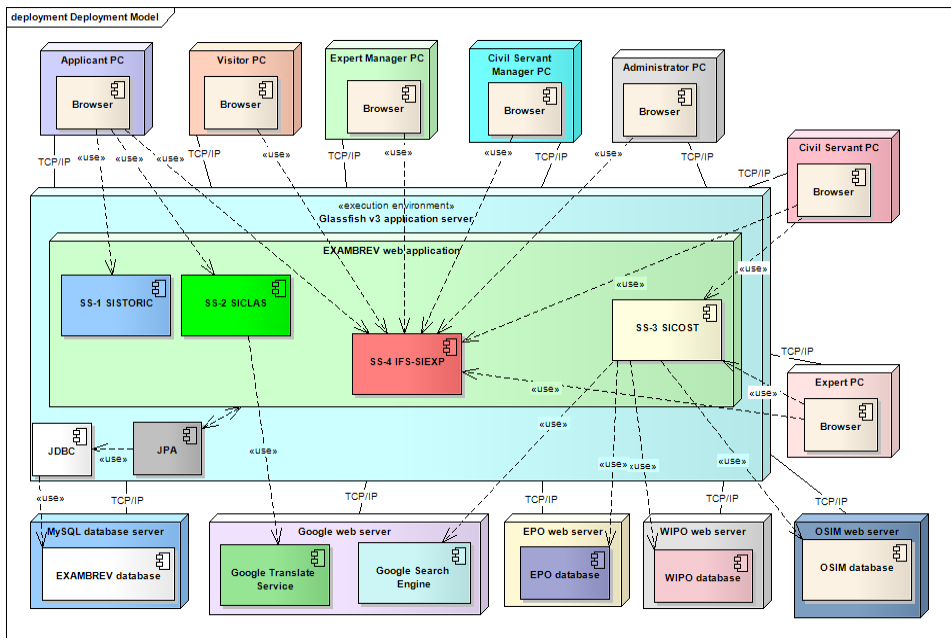 deployment Deployment Model
Applicant PC
Browser
Visitor PC
Browser
Expert Manager PC
Browser
Civil Servant
Manager PC
Browser
Administrator PC
Browser
Civil Servant PC
Browser
TCP/IP
«use»
«use»
«use»
TCP/IP
«use»
TCP/IP
«use»
«use»
TCP/IP
«use»
TCP/IP
TCP/IP
«execution environment»
Glassfish v3 application server
EXAMBREV web application
SS-1 SISTORIC
SS-2 SICLAS
SS-3 SICOST
SS-4 IFS-SIEXP
«use»
«use»
TCP/IP
Expert PC
Browser
«use»
«use»
«use»
«use»
JDBC
«use»
JPA
«use»
«use»
«use»
«use»
«use»
TCP/IP
TCP/IP
TCP/IP
TCP/IP
TCP/IP
MySQL database server
EXAMBREV database
Google web server
Google Translate
Service
Google Search
Engine
EPO web server
EPO database
WIPO web server
WIPO database
OSIM web server
OSIM database